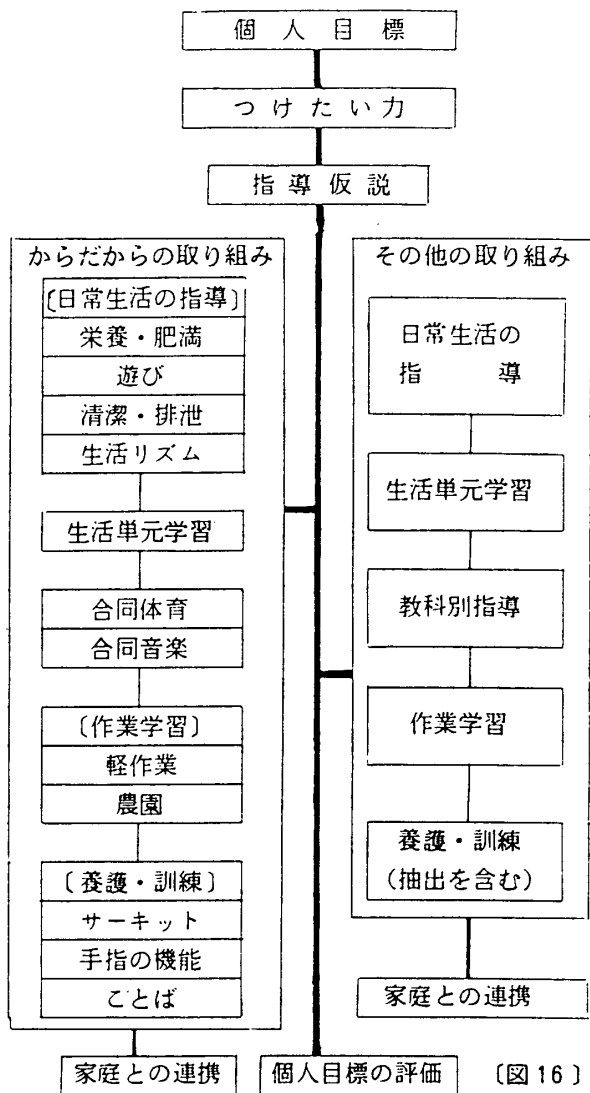 個人目標
つけたい力
指導仮説
からだからの取り組み
〔日常生活の指導〕
栄養・肥満
遊び
清潔・排泄
生活リズム
生活単元学習
合同体育
合同音楽
〔作業学習〕
軽作業
農園
〔養護・訓練〕
サーキット
手指の機能
ことば
家庭との連携
その他の取り組み
日常生活の
指導
生活単元学習
教科別指導
作業学習
養護・訓練
(抽出を含む)
家庭との連携
個人目標の評価
〔図16〕